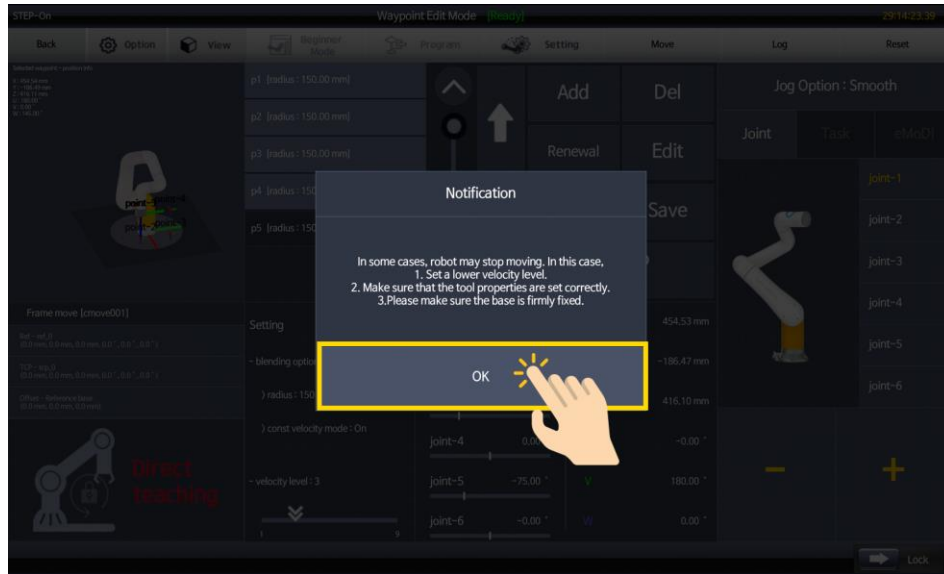 STEP-On
Waypoint Edit Mode [Ready]
29:14:23.39
Back
Option
View
Beginner Mode
Program
Setting
Move
Log
Reset
Selected waypoint - position info
p1 [radius : 150.00 mm]
p2 [radius : 150.00 mm]
p3 [radius : 150.00 mm]
p4 [radius : 150
p5 [radius : 150
Add
Del
Renewal
Edit
Save
Jog Option : Smooth
Joint
Task
eMoDi
joint-1
joint-2
joint-3
joint-4
joint-5
joint-6
Notification
In some cases, robot may stop moving. In this case,
1. Set a lower velocity level.
2. Make sure that the tool properties are set correctly.
3.Please make sure the base is firmly fixed.
OK
Frame move [cmove001]
Setting
- blending option
) radius : 150
) const velocity mode : On
- velocity level : 3
1
9
454.53 mm
-186.47 mm
416.10 mm
joint-4
0.00
-0.00 °
joint-5
-75.00 °
V
180.00 °
joint-6
-0.00 °
W
0.00 °
Direct
teaching
−
+
Lock